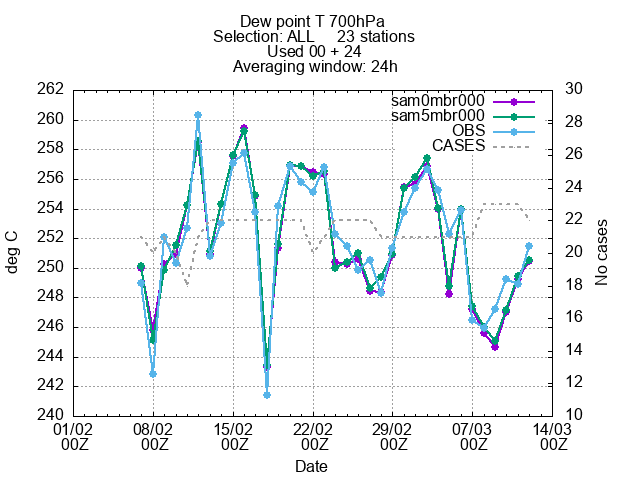 Dew point T 700hPa
Selection: ALL 23 stations
Used 00 + 24
Averaging window: 24h
262
260
258
256
254
252
250
248
246
244
242
240
30
28
26
24
22
20
18
16
14
12
10
deg C
No cases
sam0mbr000
sam5mbr000
OBS
CASES
01/02 08/02 15/02 22/02 29/02 07/03 14/03
00Z 00Z 00Z 00Z 00Z 00Z 00Z
Date